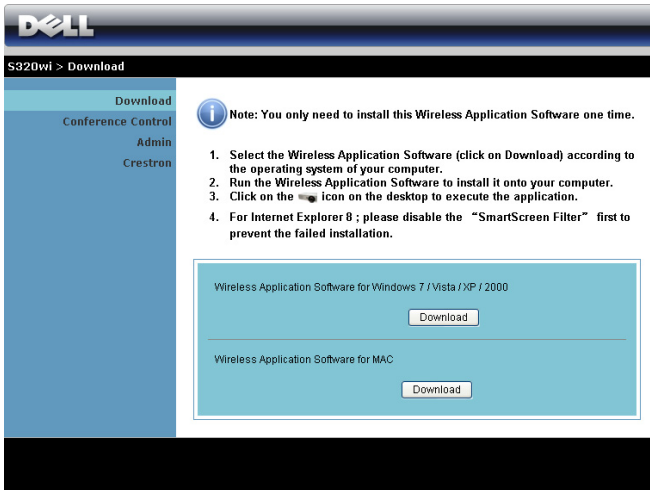 DELL
S320wi > Download
Download
Conference Control
Admin
Crestron
Note: You only need to install this Wireless Application Software one time.
1. Select the Wireless Application Software (click on Download) according to
the operating system of your computer.
2. Run the Wireless Application Software to install it onto your computer.
3. Click on the icon on the desktop to execute the application.
4. For Internet Explorer 8 ; please disable the “SmartScreen Filter” first to
prevent the failed installation.
Wireless Application Software for Windows 7 / Vista / XP / 2000
Download
Wireless Application Software for MAC
Download